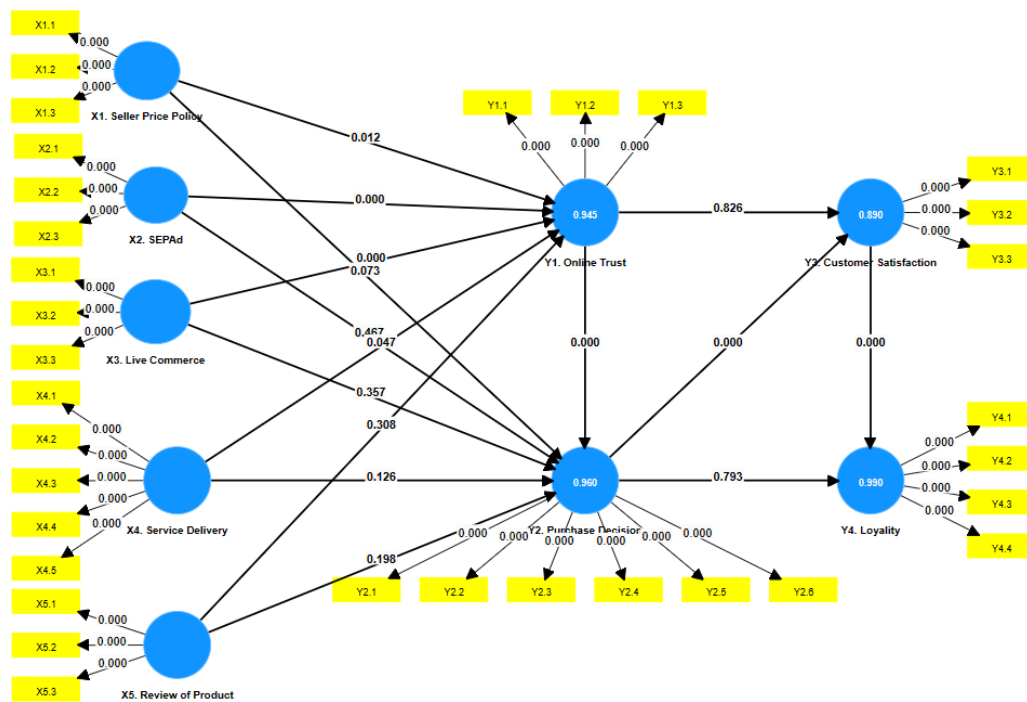 X1.1
0.000
X1.2
0.000
0.000
X1.3
X1. Seller Price Policy
X2.1
0.000
X2.2
0.000
0.000
X2.3
X2. SEPAd
X3.1
0.000
X3.2
0.000
0.000
X3.3
X3. Live Commerce
X4.1
0.000
X4.2
0.000
X4.3
0.000
0.000
X4.4
0.000
X4.5
X4. Service Delivery
X5.1
0.000
X5.2
0.000
0.000
X5.3
X5. Review of Product
0.012
0.000
0.000
0.073
0.467
0.047
0.357
0.308
0.126
0.198
Y1.1
Y1.2
Y1.3
0.000
0.000
0.000
0.945
Y1. Online Trust
0.826
0.000
0.000
0.890
Y3. Customer Satisfaction
0.000
Y3.1
0.000
Y3.2
0.000
Y3.3
0.000
0.960
Y2. Purchase Decision
0.793
0.000
0.000
0.000
0.000
0.000
0.000
Y2.1
Y2.2
Y2.3
Y2.4
Y2.5
Y2.6
0.990
Y4. Loyality
Y4.1
0.000
Y4.2
0.000
0.000
Y4.3
0.000
Y4.4